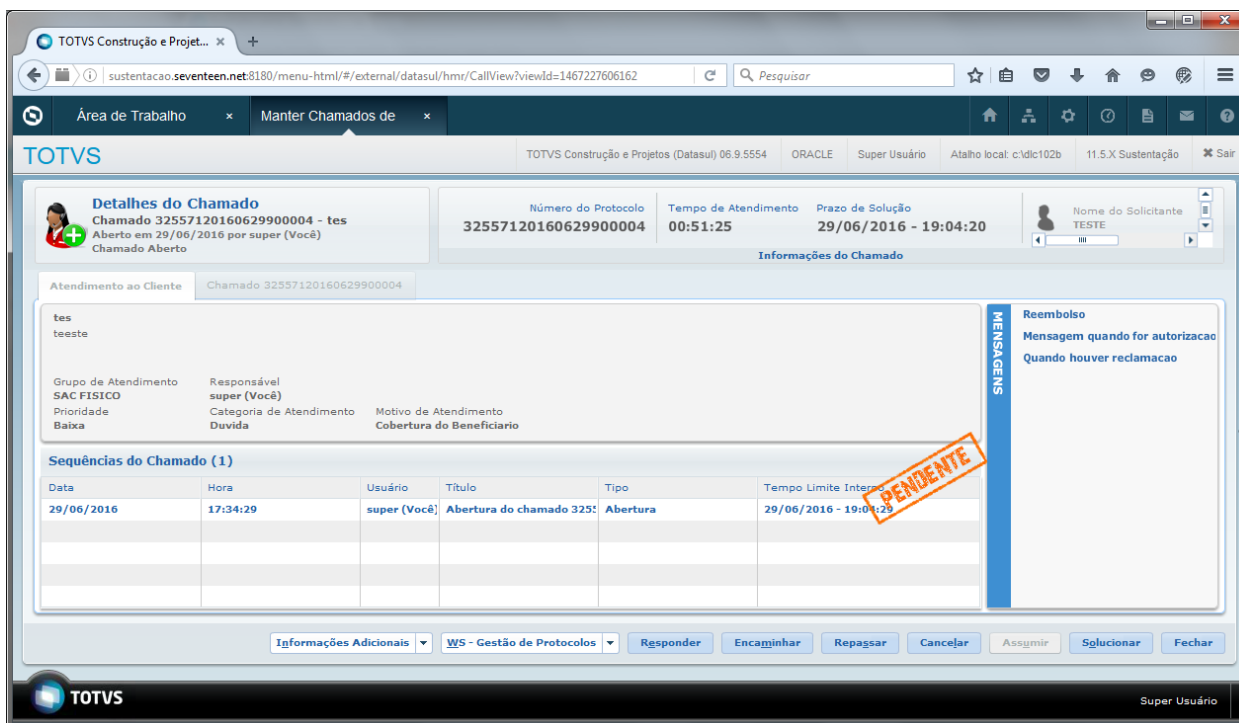 TOTVS Construção e Projet... ×
sustentacao.seventeen.net:8180/menu-html/#/external/datasul/hmr/CallView?viewId=1467227606162
Pesquisar
Área de Trabalho ×
Manter Chamados de ×
TOTVS
TOTVS Construção e Projetos (Datasul) 06.9.5554
ORACLE
Super Usuário
Atalho local: c:\dlc102b
11.5.X Sustentação
Sair
Detalhes do Chamado
Chamado 32557120160629900004 - tes
Aberto em 29/06/2016 por super (Você)
Chamado Aberto
Número do Protocolo
32557120160629900004
Tempo de Atendimento
00:51:25
Prazo de Solução
29/06/2016 - 19:04:20
Nome do Solicitante
TESTE
Informações do Chamado
Atendimento ao Cliente
Chamado 32557120160629900004
tes
teeste
Grupo de Atendimento
SAC FISICO
Responsável
super (Você)
Prioridade
Baixa
Categoria de Atendimento
Duvida
Motivo de Atendimento
Cobertura do Beneficiario
MENSAGENS
Reembolso
Mensagem quando for autorizacao
Quando houver reclamacao
Sequências do Chamado (1)
PENDENTE
Data Hora Usuário Título Tipo Tempo Limite Interno
29/06/2016 17:34:29 super (Você) Abertura do chamado 3255 Abertura 29/06/2016 - 19:04:29
Informações Adicionais
WS - Gestão de Protocolos
Responder
Encaminhar
Repassar
Cancelar
Assumir
Solucionar
Fechar
TOTVS
Super Usuário